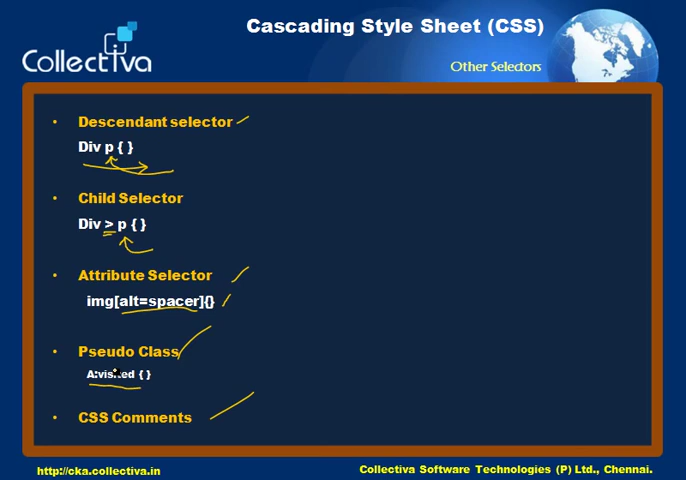 Collectiva
Cascading Style Sheet (CSS)
Other Selectors
• Descendant selector
Div p { }
• Child Selector
Div > p { }
• Attribute Selector
img[alt=spacer]{}
• Pseudo Class
A:visited { }
• CSS Comments
http://cka.collectiva.in
Collectiva Software Technologies (P) Ltd., Chennai.